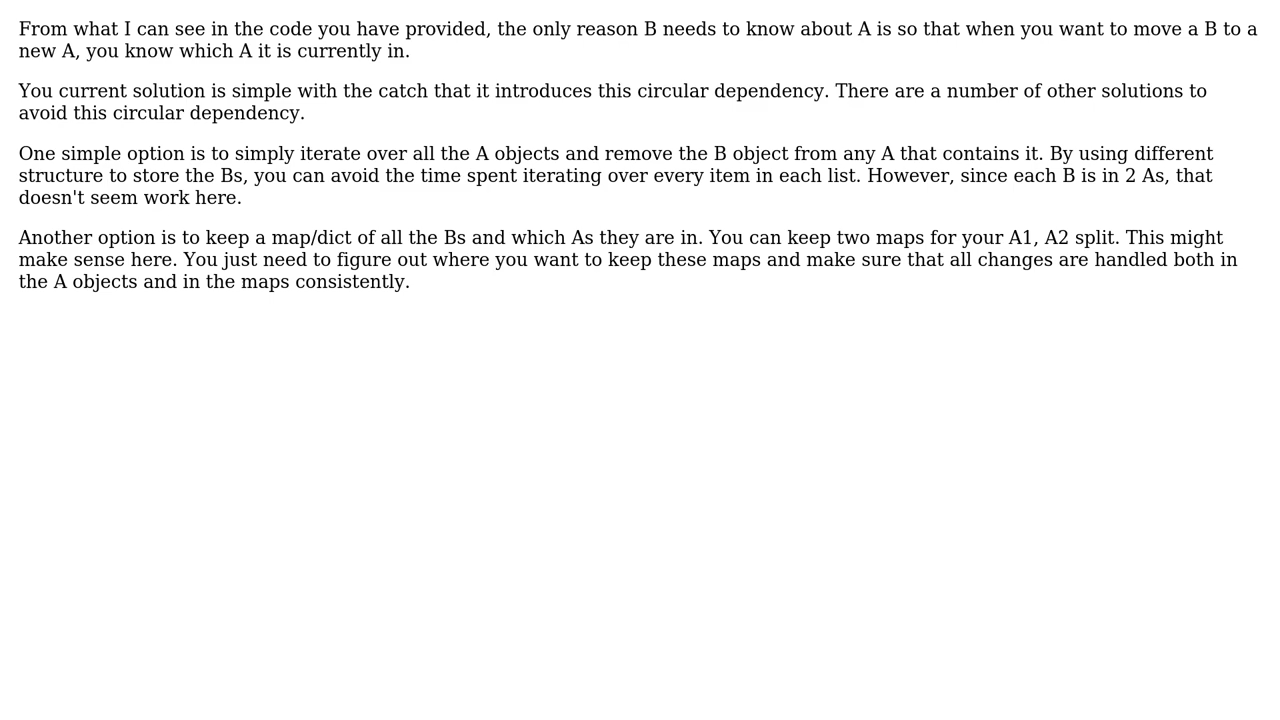 From what I can see in the code you have provided, the only reason B needs to know about A is so that when you want to move a B to a
new A, you know which A it is currently in.
You current solution is simple with the catch that it introduces this circular dependency. There are a number of other solutions to
avoid this circular dependency.
One simple option is to simply iterate over all the A objects and remove the B object from any A that contains it. By using different
structure to store the Bs, you can avoid the time spent iterating over every item in each list. However, since each B is in 2 As, that
doesn't seem work here.
Another option is to keep a map/dict of all the Bs and which As they are in. You can keep two maps for your A1, A2 split. This might
make sense here. You just need to figure out where you want to keep these maps and make sure that all changes are handled both in
the A objects and in the maps consistently.